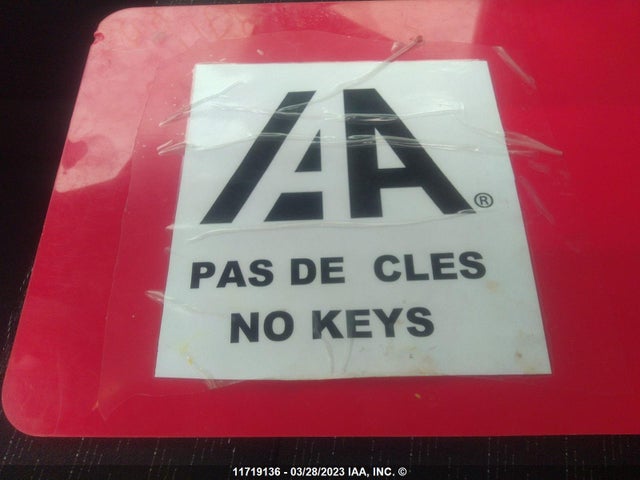 IAA®
PAS DE CLES
NO KEYS
11719136 - 03/28/2023 IAA, INC. ©